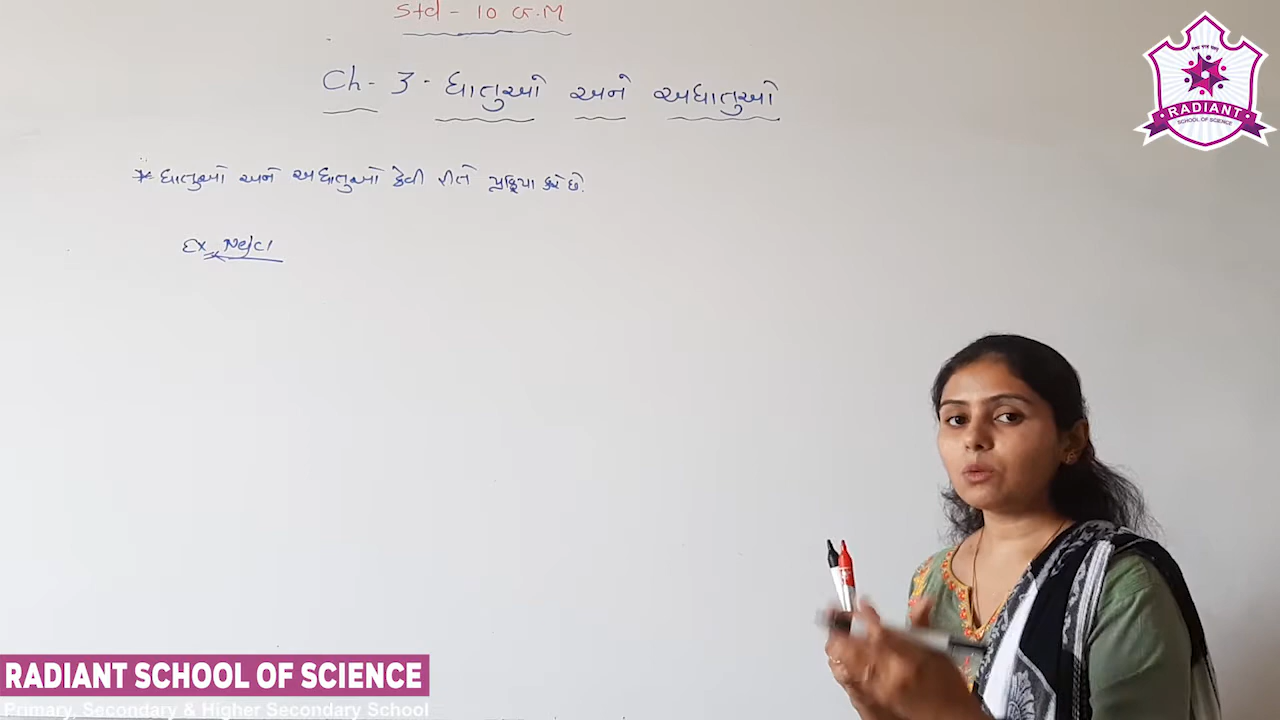 Std - 10 G.M
Ch - 3 - ધાતુઓ અને અધાતુઓ
* ધાતુઓ અને અધાતુઓ કેવી રીતે પ્રક્રિયા કરે છે.
Ex.
RADIANT
SCHOOL OF SCIENCE
RADIANT SCHOOL OF SCIENCE
Primary, Secondary & Higher Secondary School